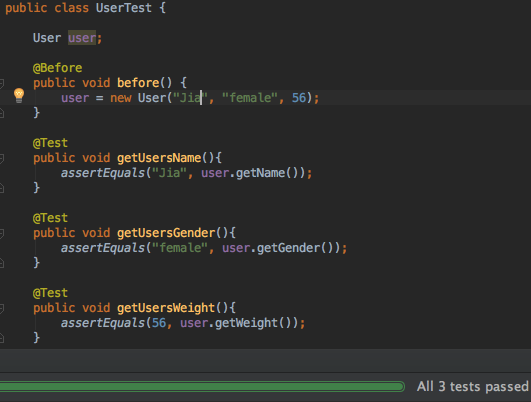 public class UserTest {
User user;
@Before
public void before() {
user = new User("Jia", "female", 56);
}
@Test
public void getUsersName(){
assertEquals("Jia", user.getName());
}
@Test
public void getUsersGender(){
assertEquals("female", user.getGender());
}
@Test
public void getUsersWeight(){
assertEquals(56, user.getWeight());
}
All 3 tests passed